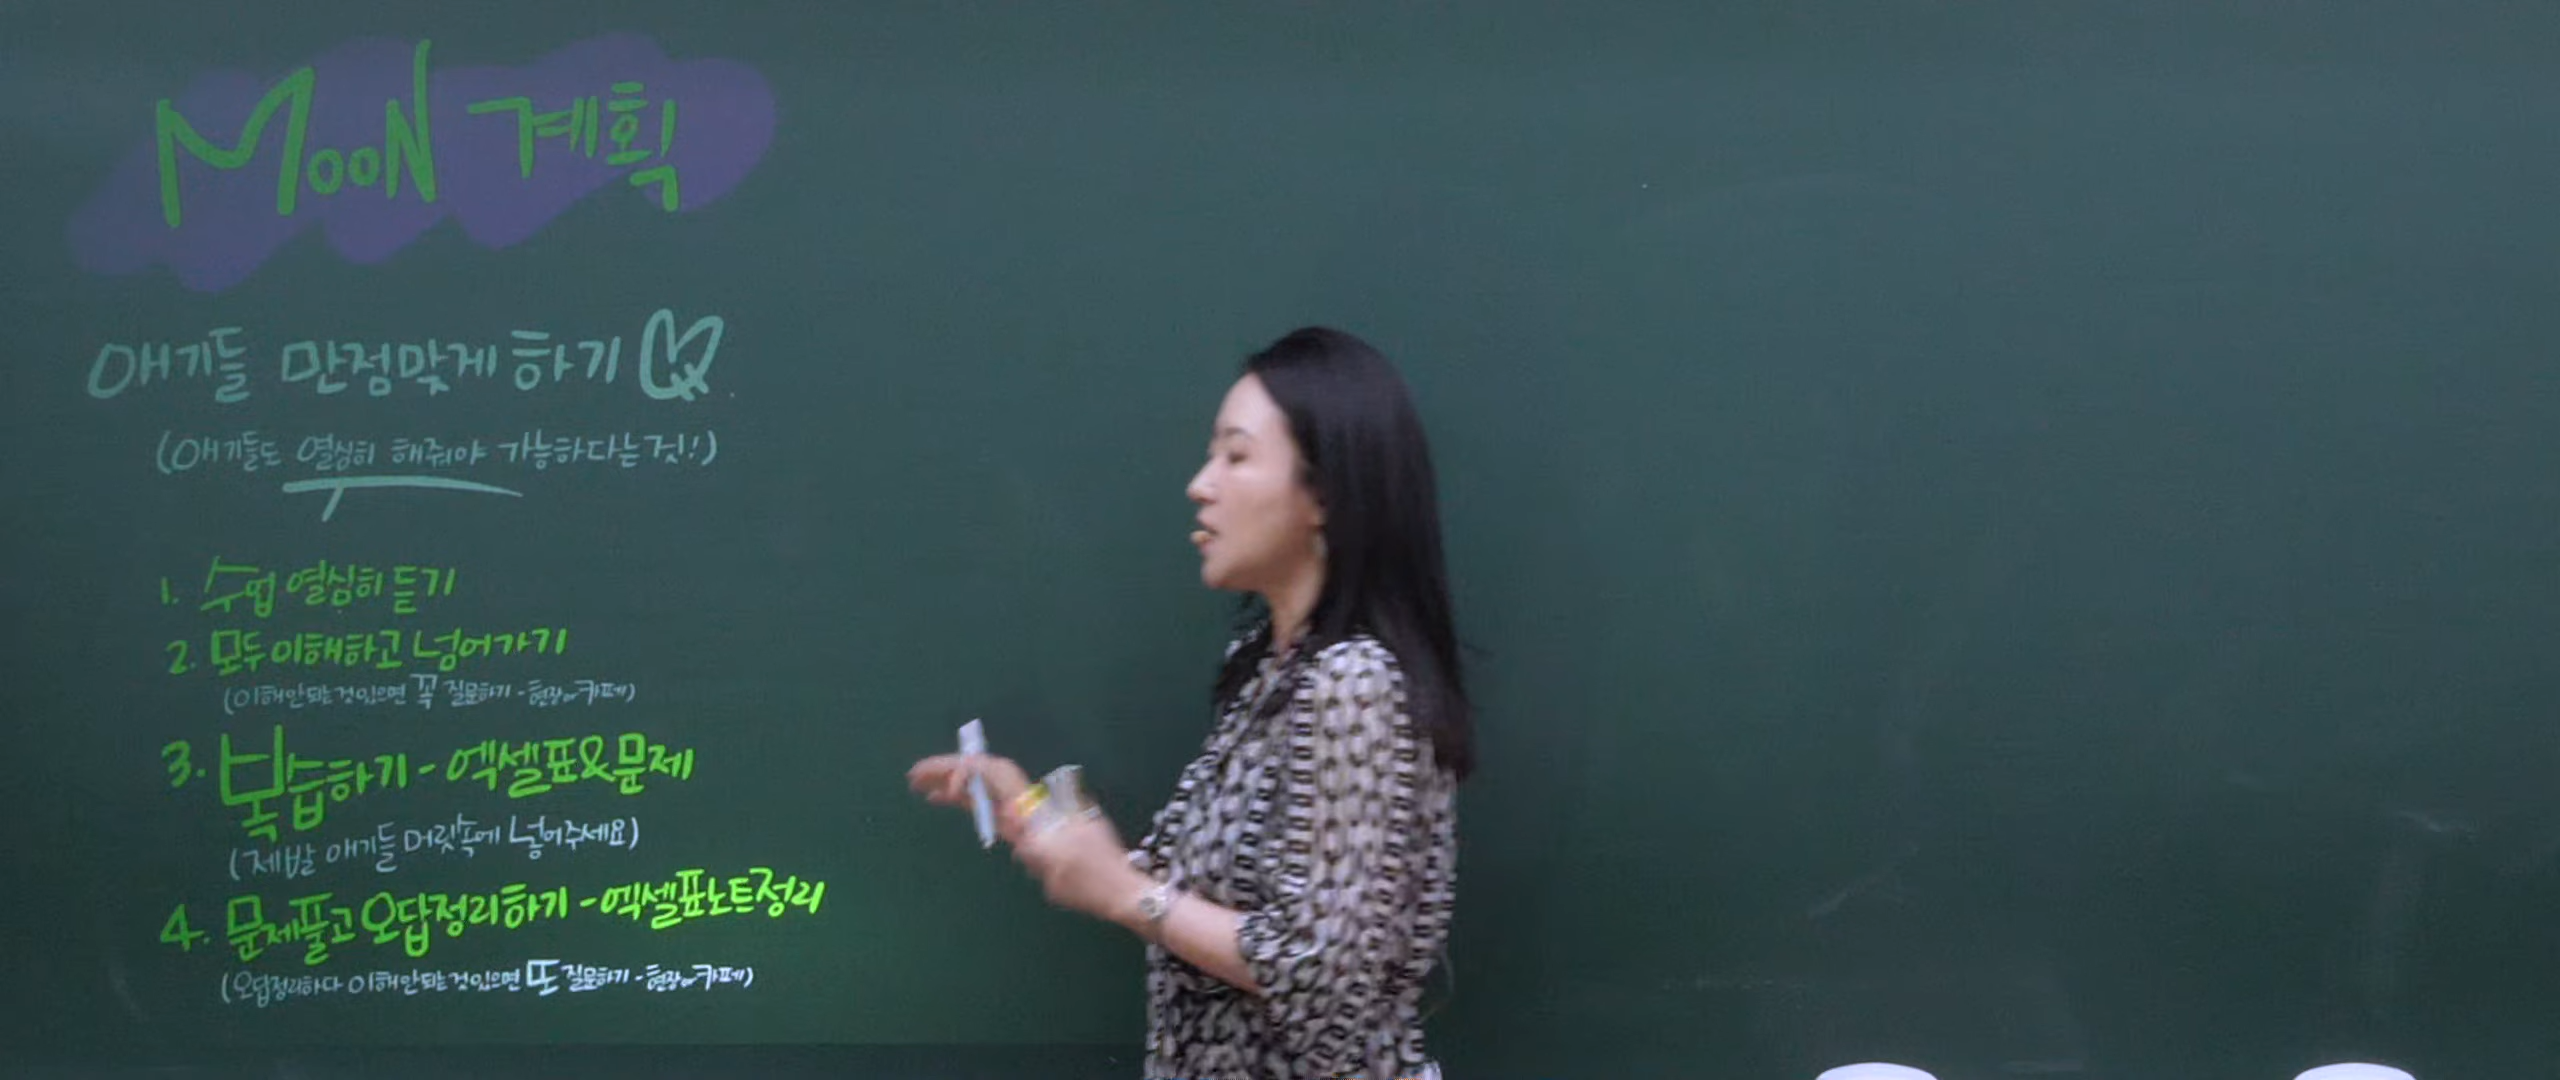 MooN 계획
애기들 만점맞게 하기
(애기들도 열심히 해줘야 가능하다는것!)
1. 수업 열심히 듣기
2. 모두 이해하고 넘어가기
(이해안되는것있으면 꼭 질문하기 - 현장or카페)
3. 복습하기 - 엑셀표&문제
(제발 애기들 머릿속에 넣어주세요)
4. 문제풀고 오답정리하기 - 엑셀표노트정리
(오답정리하다 이해안되는것있으면 또 질문하기 - 현장or카페)